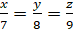 x/7 = y/8 = z/9